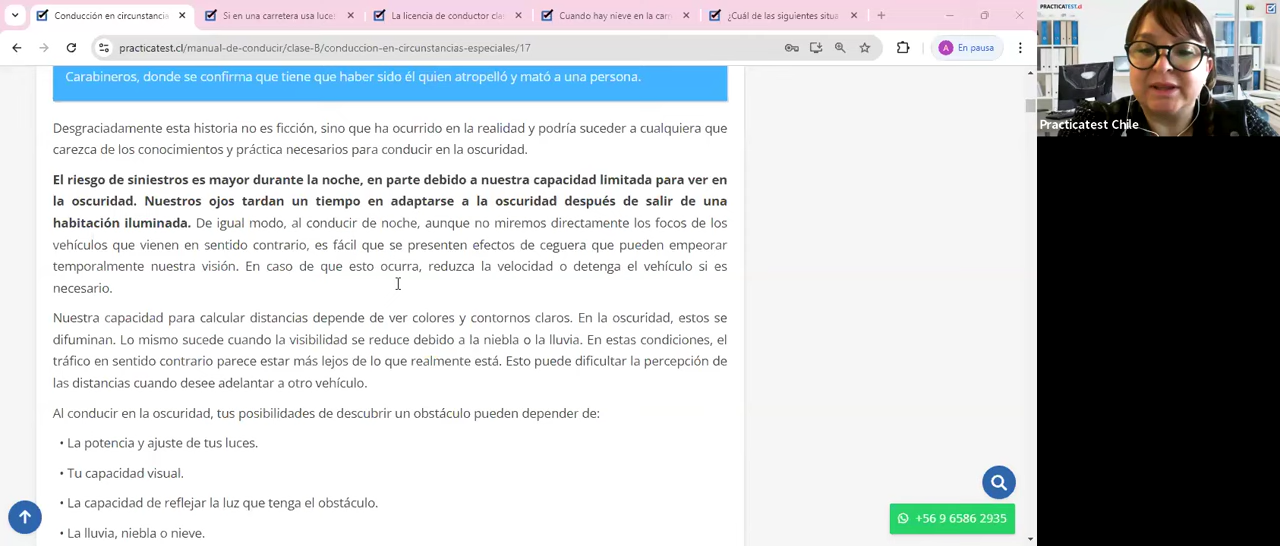 Conducción en circunstancia
Si en una carretera usa luces
La licencia de conductor cla
Cuando hay nieve en la carr
¿Cuál de las siguientes situa
practicatest.cl/manual-de-conducir/clase-B/conduccion-en-circunstancias-especiales/17
A
En pausa
PRACTICATEST.cl
Practicatest Chile
Carabineros, donde se confirma que tiene que haber sido él quien atropelló y mató a una persona.
Desgraciadamente esta historia no es ficción, sino que ha ocurrido en la realidad y podría suceder a cualquiera que
carezca de los conocimientos y práctica necesarios para conducir en la oscuridad.
El riesgo de siniestros es mayor durante la noche, en parte debido a nuestra capacidad limitada para ver en
la oscuridad. Nuestros ojos tardan un tiempo en adaptarse a la oscuridad después de salir de una
habitación iluminada. De igual modo, al conducir de noche, aunque no miremos directamente los focos de los
vehículos que vienen en sentido contrario, es fácil que se presenten efectos de ceguera que pueden empeorar
temporalmente nuestra visión. En caso de que esto ocurra, reduzca la velocidad o detenga el vehículo si es
necesario.
Nuestra capacidad para calcular distancias depende de ver colores y contornos claros. En la oscuridad, estos se
difuminan. Lo mismo sucede cuando la visibilidad se reduce debido a la niebla o la lluvia. En estas condiciones, el
tráfico en sentido contrario parece estar más lejos de lo que realmente está. Esto puede dificultar la percepción de
las distancias cuando desee adelantar a otro vehículo.
Al conducir en la oscuridad, tus posibilidades de descubrir un obstáculo pueden depender de:
• La potencia y ajuste de tus luces.
• Tu capacidad visual.
• La capacidad de reflejar la luz que tenga el obstáculo.
• La lluvia, niebla o nieve.
+56 9 6586 2935